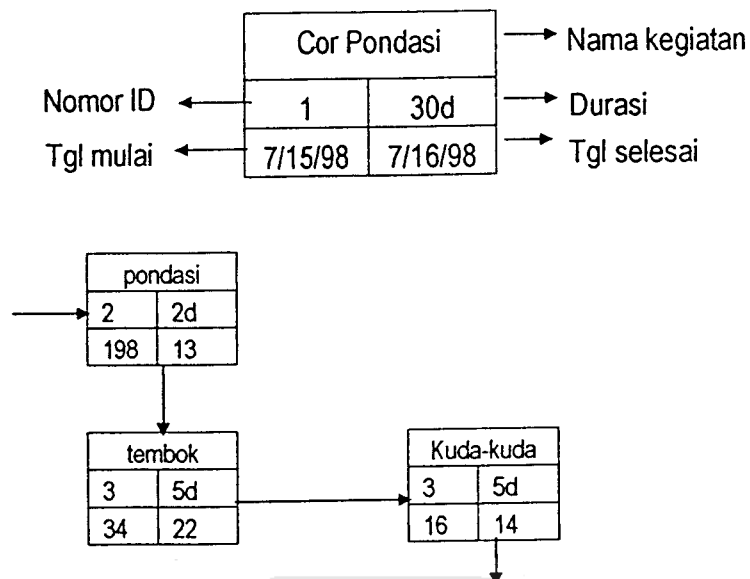 Cor Pondasi
Nama kegiatan
Nomor ID
1
30d
Durasi
Tgl mulai
7/15/98
7/16/98
Tgl selesai
pondasi
2
2d
198
13
tembok
3
5d
34
22
Kuda-kuda
3
5d
16
14